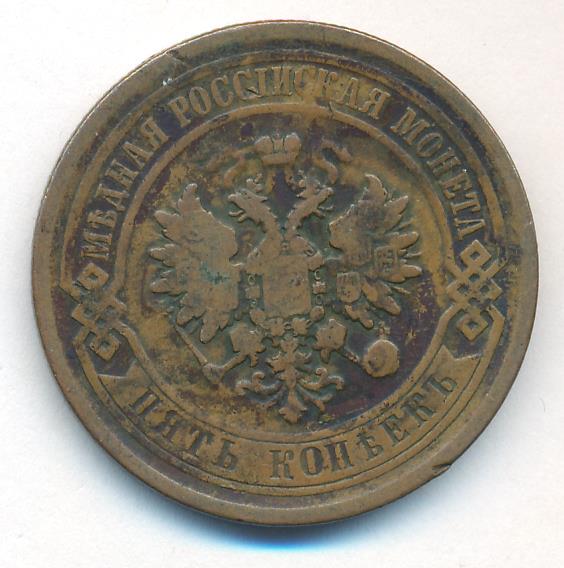 МѢДНАЯ РОССІЙСКАЯ МОНЕТА
ПЯТЬ КОПѢЕКЪ